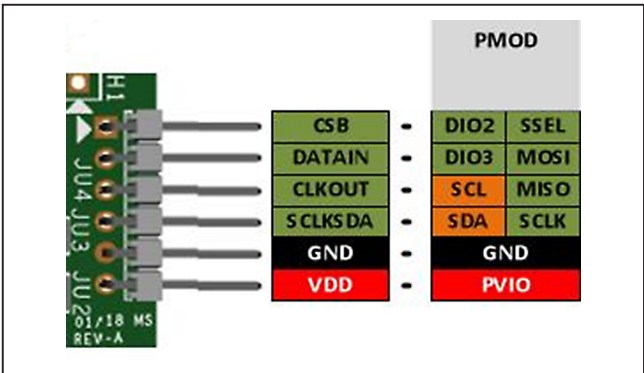 PMOD
H1
CSB - DIO2 SSEL
DATAIN - DIO3 MOSI
CLKOUT - SCL MISO
SCLKSDA - SDA SCLK
GND - GND
VDD - PVIO
JU4
JU3
JU2
01/18 MS
REV-A